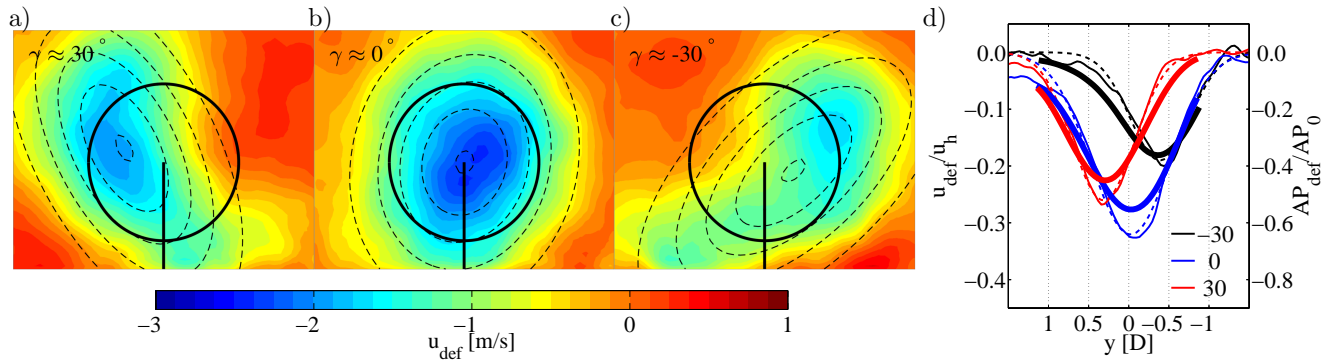 a)
γ ≈ 30°
b)
γ ≈ 0°
c)
γ ≈ -30°
−3
−2
−1
0
1
u_def [m/s]
d)
0.0
−0.1
−0.2
−0.3
−0.4
u_def/u_h
0.0
−0.2
−0.4
−0.6
−0.8
AP_def/AP_0
−30
0
30
1
0.5
0
−0.5
−1
y [D]